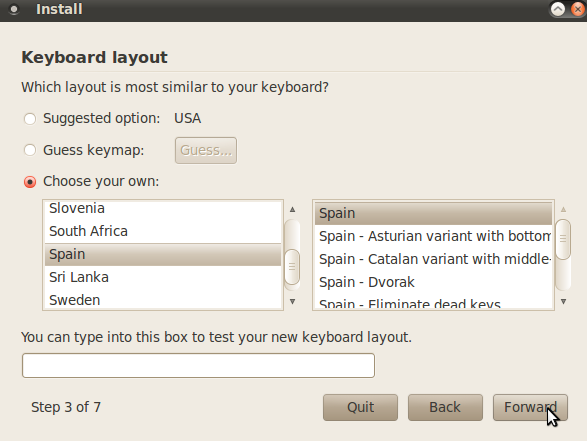 Install
Keyboard layout
Which layout is most similar to your keyboard?
Suggested option: USA
Guess keymap: Guess...
Choose your own:
Slovenia
South Africa
Spain
Sri Lanka
Sweden
Spain
Spain - Asturian variant with bottom
Spain - Catalan variant with middle-
Spain - Dvorak
Spain - Eliminate dead keys
You can type into this box to test your new keyboard layout.
Step 3 of 7
Quit
Back
Forward